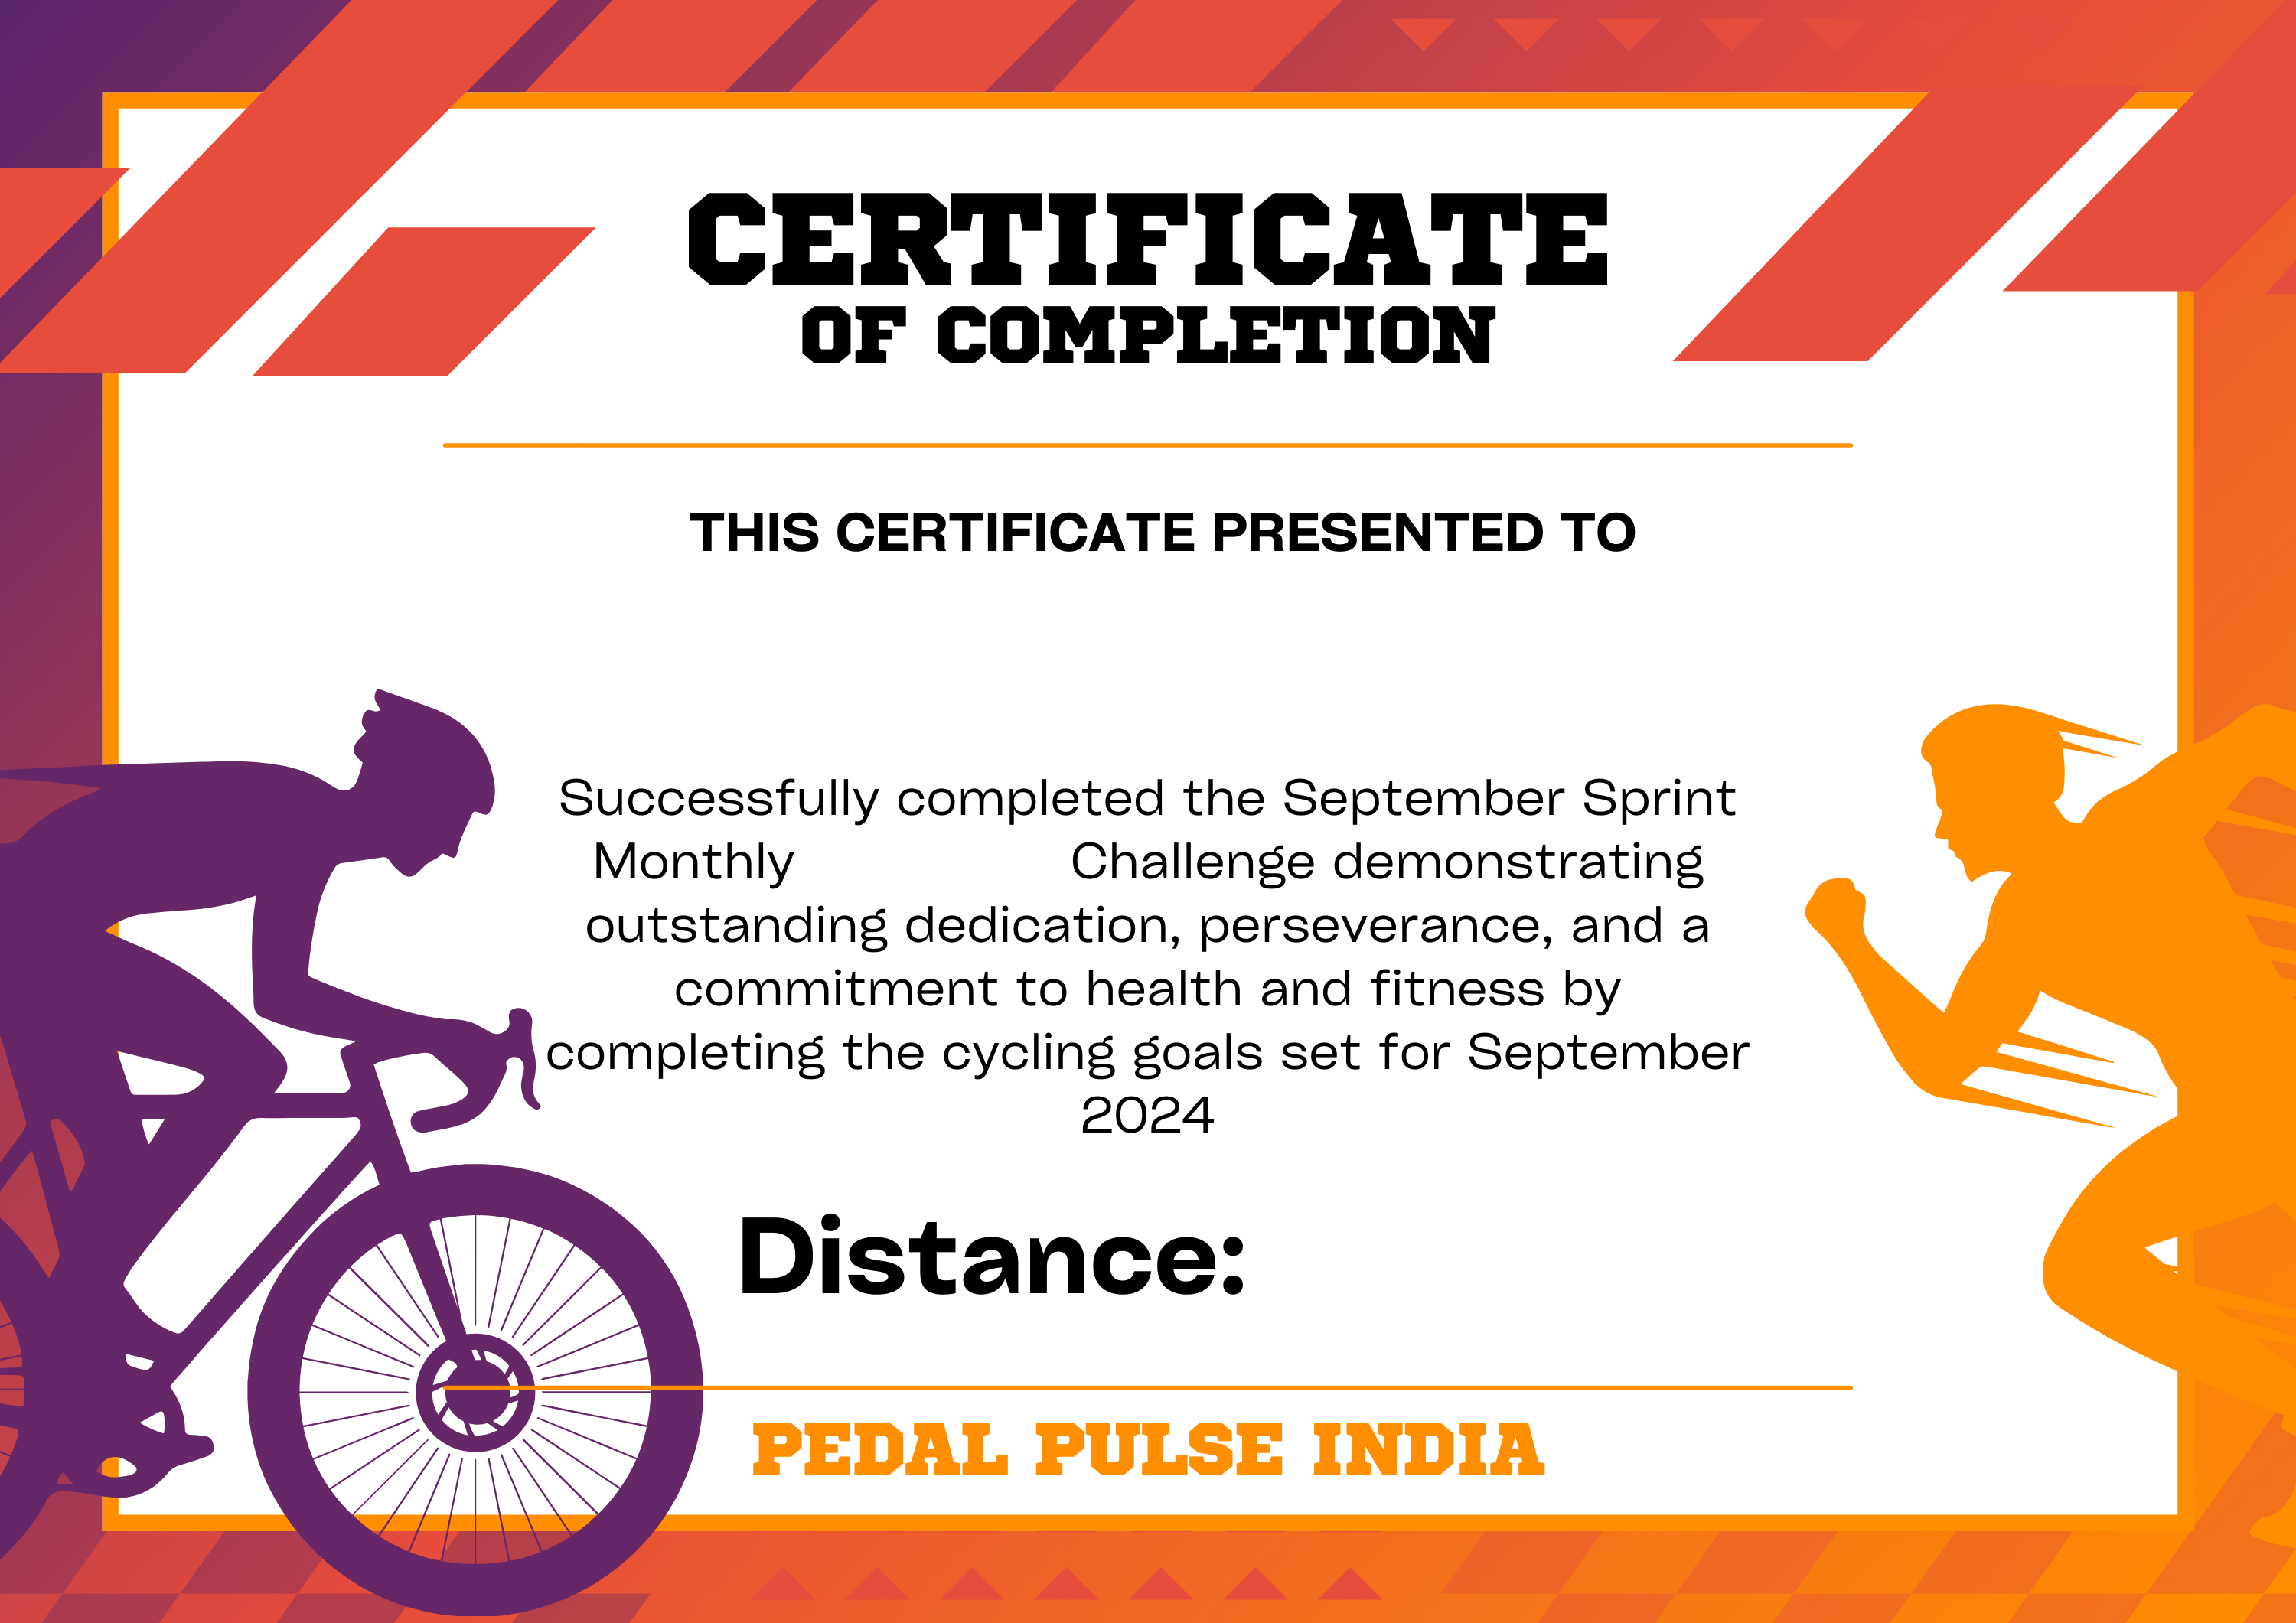 CERTIFICATE
OF COMPLETION
THIS CERTIFICATE PRESENTED TO
Successfully completed the September Sprint
Monthly Challenge demonstrating
outstanding dedication, perseverance, and a
commitment to health and fitness by
completing the cycling goals set for September
2024
Distance:
PEDAL PULSE INDIA